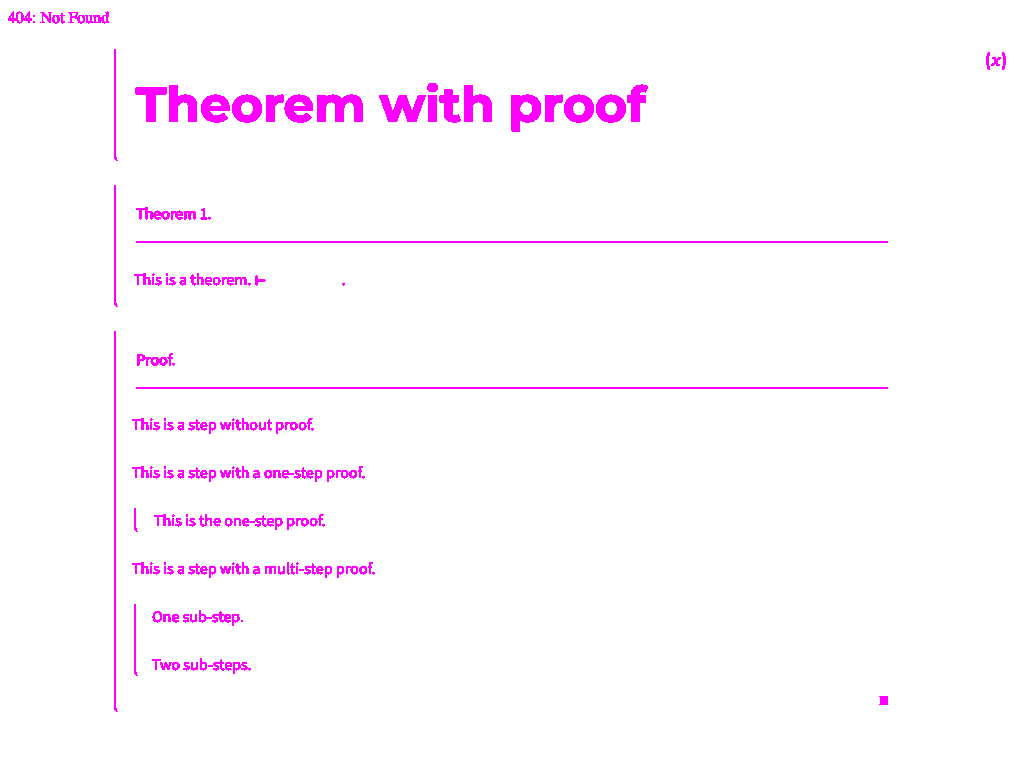 404: Not Found
(x)
Theorem with proof
Theorem 1.
This is a theorem. ⊢ .
Proof.
This is a step without proof.
This is a step with a one-step proof.
This is the one-step proof.
This is a step with a multi-step proof.
One sub-step.
Two sub-steps.
■